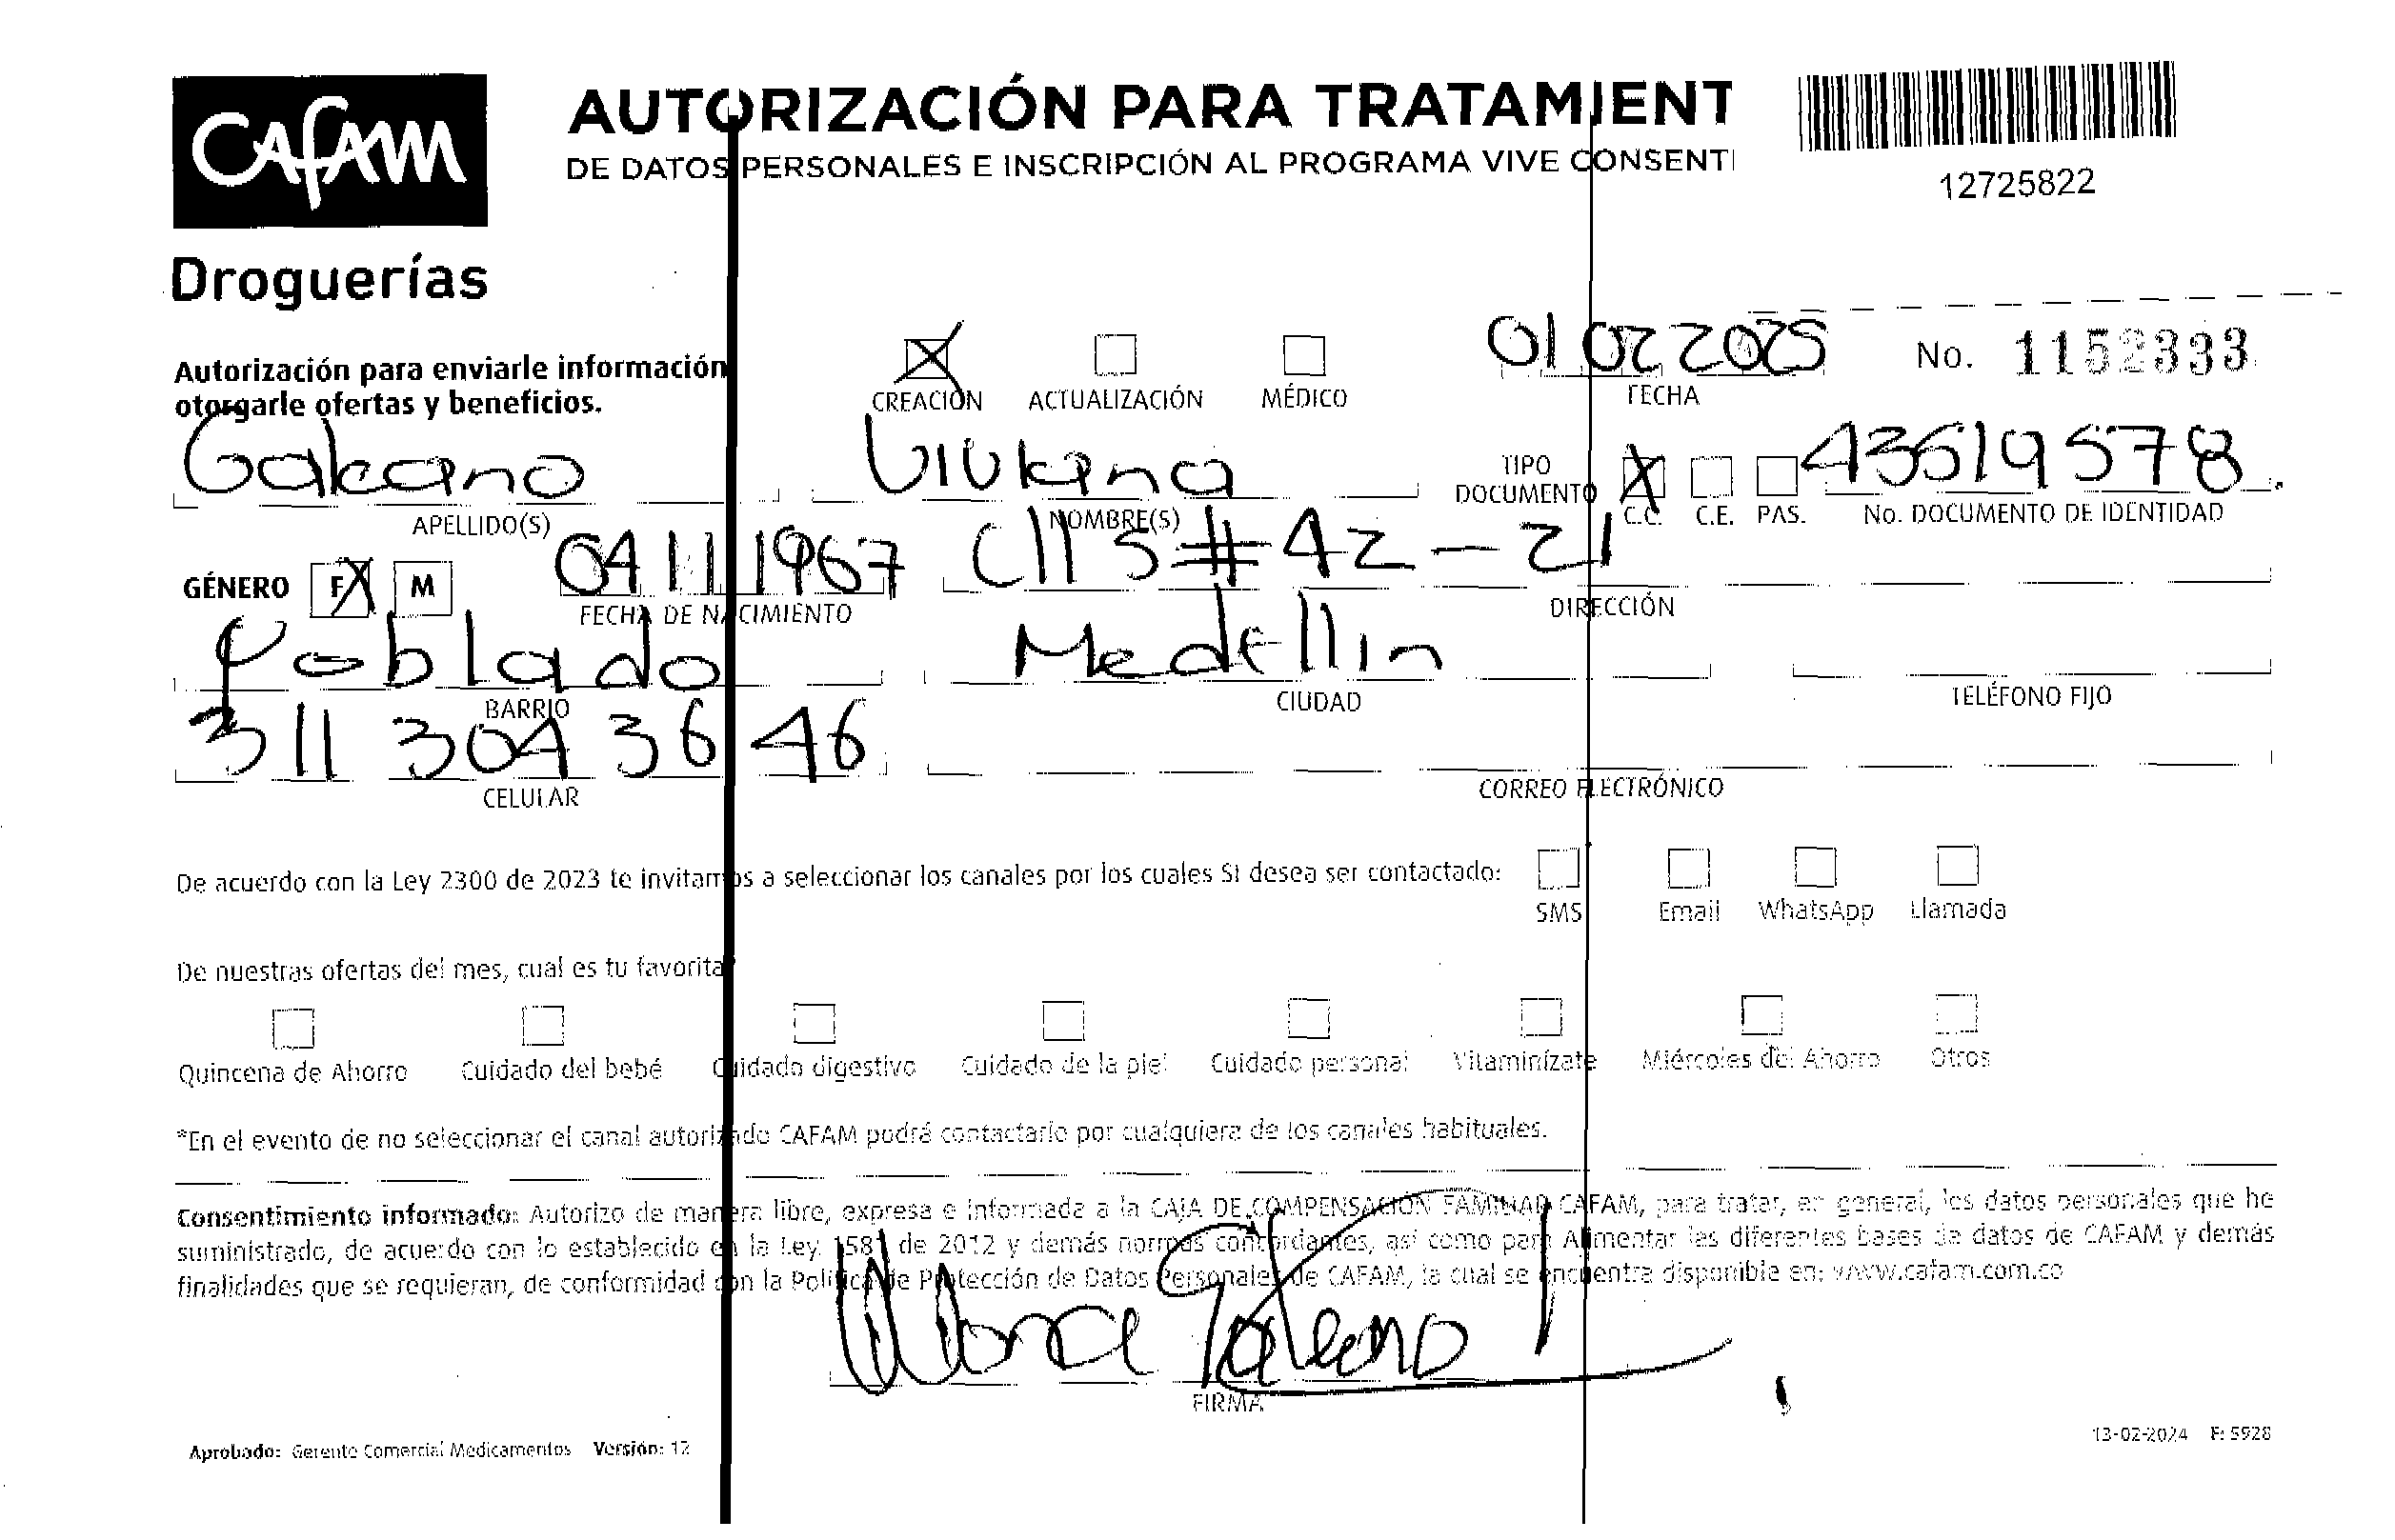 CAFAM
Droguerías
AUTORIZACIÓN PARA TRATAMIENT
DE DATOS PERSONALES E INSCRIPCIÓN AL PROGRAMA VIVE CONSENTI
12725822
Autorización para enviarle información
otorgarle ofertas y beneficios.
CREACIÓN ACTUALIZACIÓN MÉDICO
01 02 2025
FECHA
No. 1152333
Galeano
APELLIDO(S)
NOMBRE(S)
TIPO
DOCUMENTO
X
C.C. C.E. PAS.
43519578
No. DOCUMENTO DE IDENTIDAD
GÉNERO F M
04 11 1967
FECHA DE NACIMIENTO
Cll 5 # 42 - 21
DIRECCIÓN
Poblado
BARRIO
Medellin
CIUDAD
TELÉFONO FIJO
311 304 36 46
CELULAR
CORREO ELECTRÓNICO
De acuerdo con la Ley 2300 de 2023 te invitamos a seleccionar los canales por los cuales SI desea ser contactado:
SMS Email WhatsApp Llamada
De nuestras ofertas del mes, cual es tu favorita
Quincena de Ahorro Cuidado del bebé Cuidado digestivo Cuidado de la piel Cuidado personal Vitaminízate Miércoles del Ahorro Otros
*En el evento de no seleccionar el canal autorizado CAFAM podrá contactarlo por cualquiera de los canales habituales.
Consentimiento informado: Autorizo de manera libre, expresa e informada a la CAJA DE COMPENSACIÓN FAMILIAR CAFAM, para tratar, en general, los datos personales que he
suministrado, de acuerdo con lo establecido en la Ley 1581 de 2012 y demás normas concordantes, así como para Alimentar las diferentes bases de datos de CAFAM y demás
finalidades que se requieran, de conformidad con la Política de Protección de Datos Personales de CAFAM, la cual se encuentra disponible en: www.cafam.com.co
Galeano
FIRMA
Aprobado: Gerente Comercial Medicamentos Versión: 12
13-02-2024 F: 5928